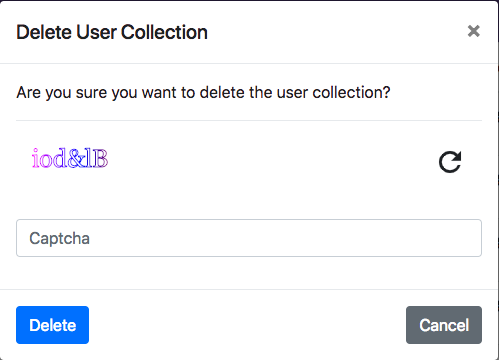 Delete User Collection
×
Are you sure you want to delete the user collection?
iod&lB
Captcha
Delete
Cancel